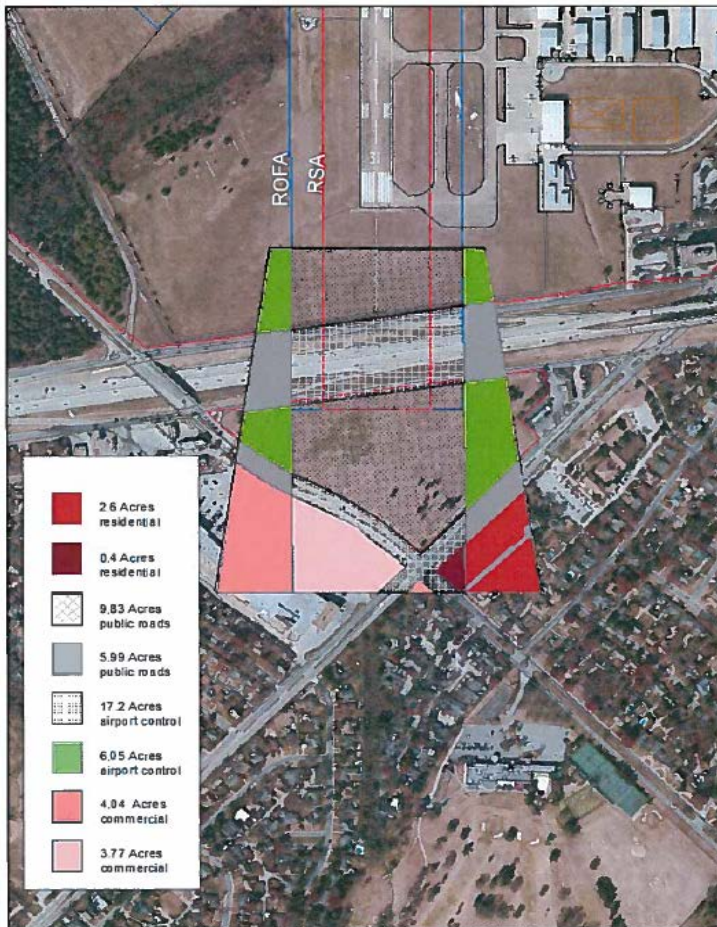 ROFA
RSA
31
2.6 Acres
residential
0.4 Acres
residential
9.83 Acres
public roads
5.99 Acres
public roads
17.2 Acres
airport control
6.05 Acres
airport control
4.04 Acres
commercial
3.77 Acres
commercial